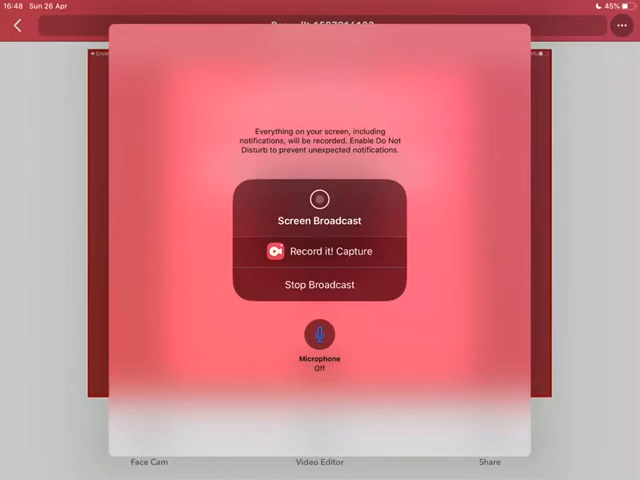 16:48 Sun 26 Apr
45%
Everything on your screen, including
notifications, will be recorded. Enable Do Not
Disturb to prevent unexpected notifications.
Screen Broadcast
Record it! Capture
Stop Broadcast
Microphone
Off
Face Cam
Video Editor
Share